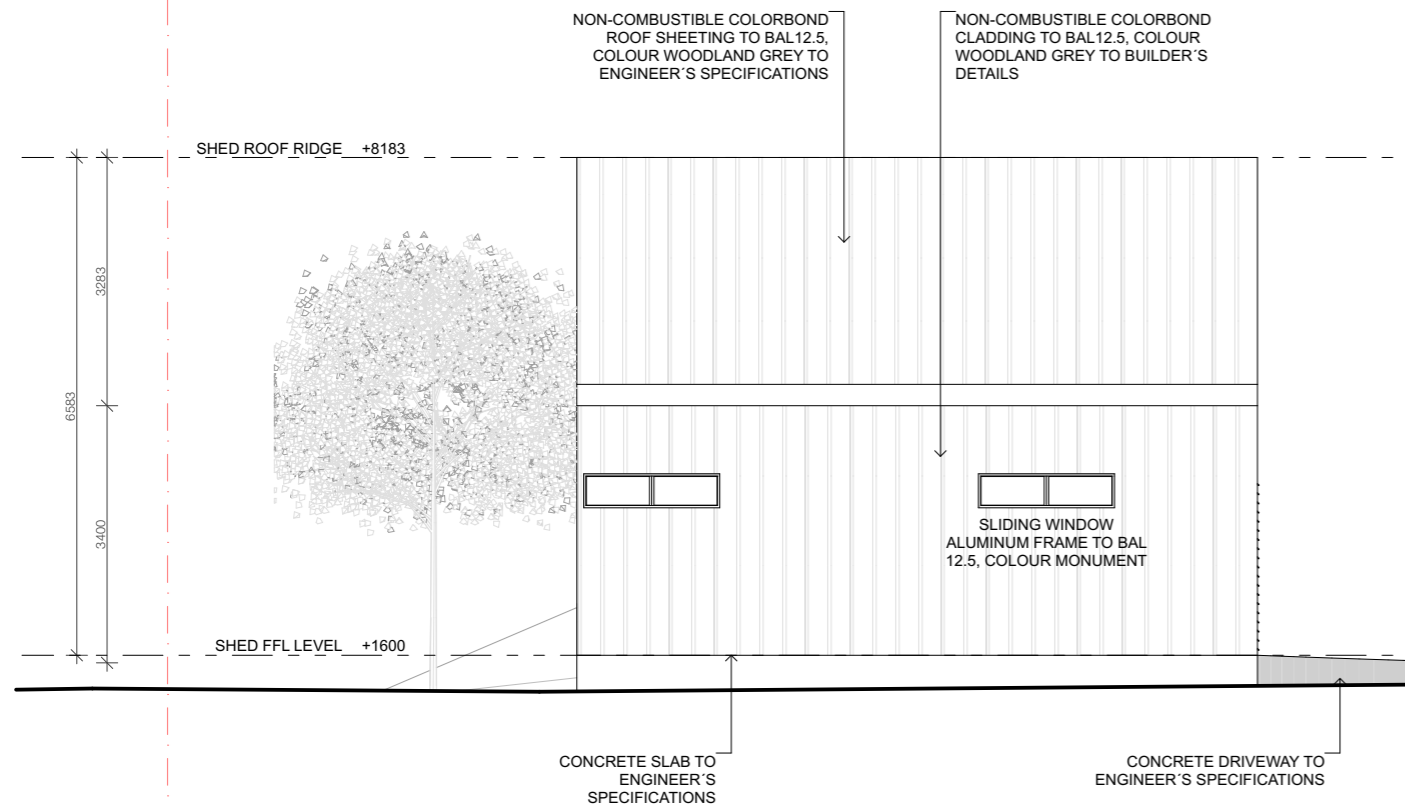 NON-COMBUSTIBLE COLORBOND
ROOF SHEETING TO BAL12.5,
COLOUR WOODLAND GREY TO
ENGINEER´S SPECIFICATIONS
NON-COMBUSTIBLE COLORBOND
CLADDING TO BAL12.5, COLOUR
WOODLAND GREY TO BUILDER´S
DETAILS
SHED ROOF RIDGE +8183
3283
6583
3400
SLIDING WINDOW
ALUMINUM FRAME TO BAL
12.5, COLOUR MONUMENT
SHED FFL LEVEL +1600
CONCRETE SLAB TO
ENGINEER´S
SPECIFICATIONS
CONCRETE DRIVEWAY TO
ENGINEER´S SPECIFICATIONS